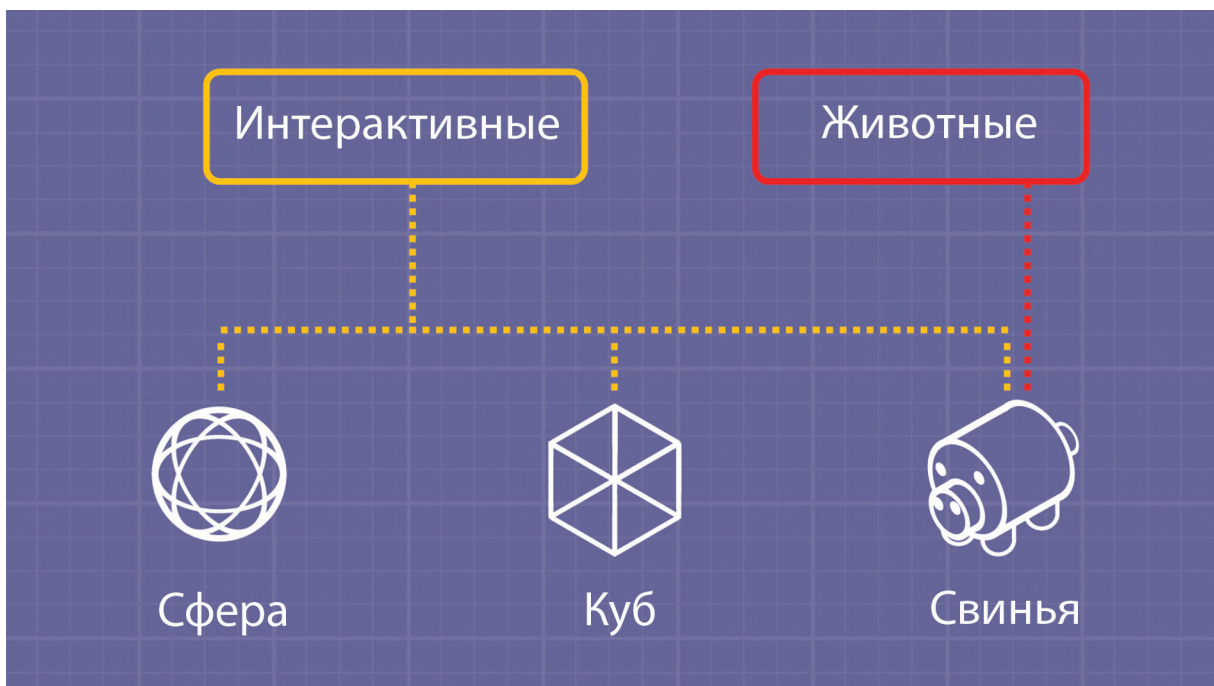 Интерактивные
Животные
Сфера
Куб
Свинья